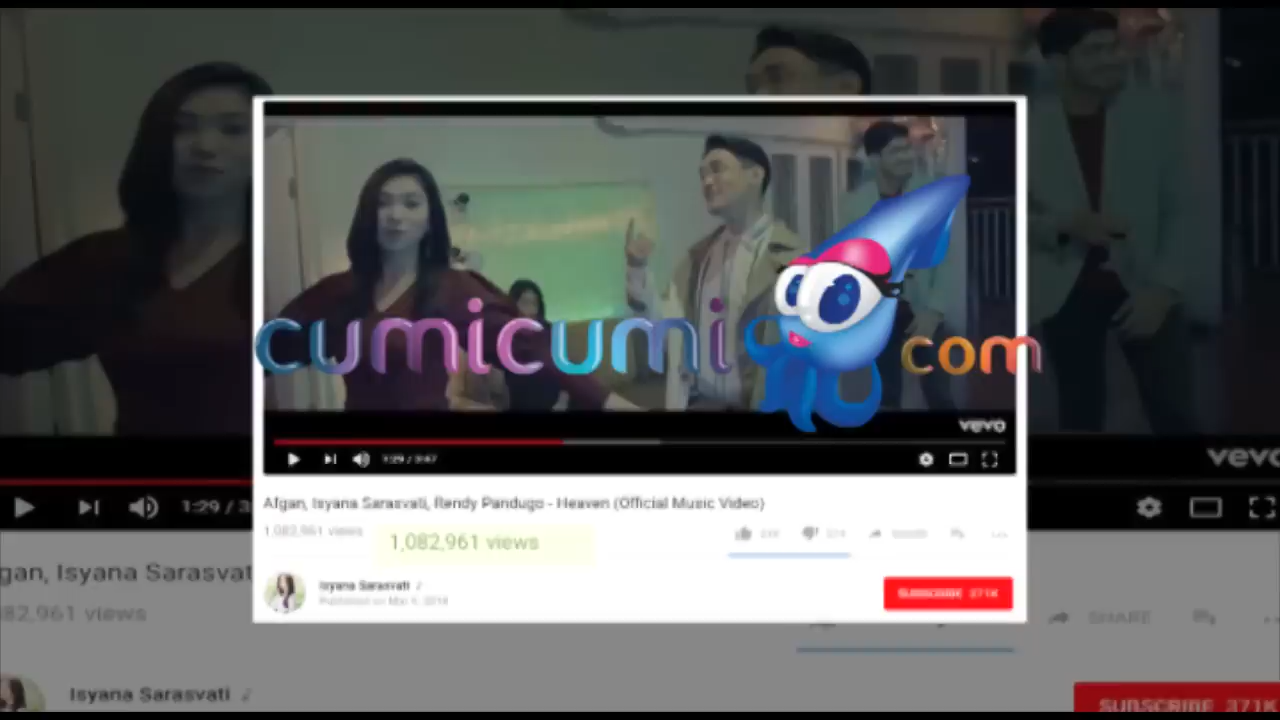 cumicumi com
vevo
1:29 / 3:47
Afgan, Isyana Sarasvati, Rendy Pandugo - Heaven (Official Music Video)
1,082,961 views
1,082,961 views
Isyana Sarasvati
SUBSCRIBE 371K
vevo
1:29 / 3
gan, Isyana Sarasvat
82,961 views
SHARE
Isyana Sarasvati
SUBSCRIBE 371K